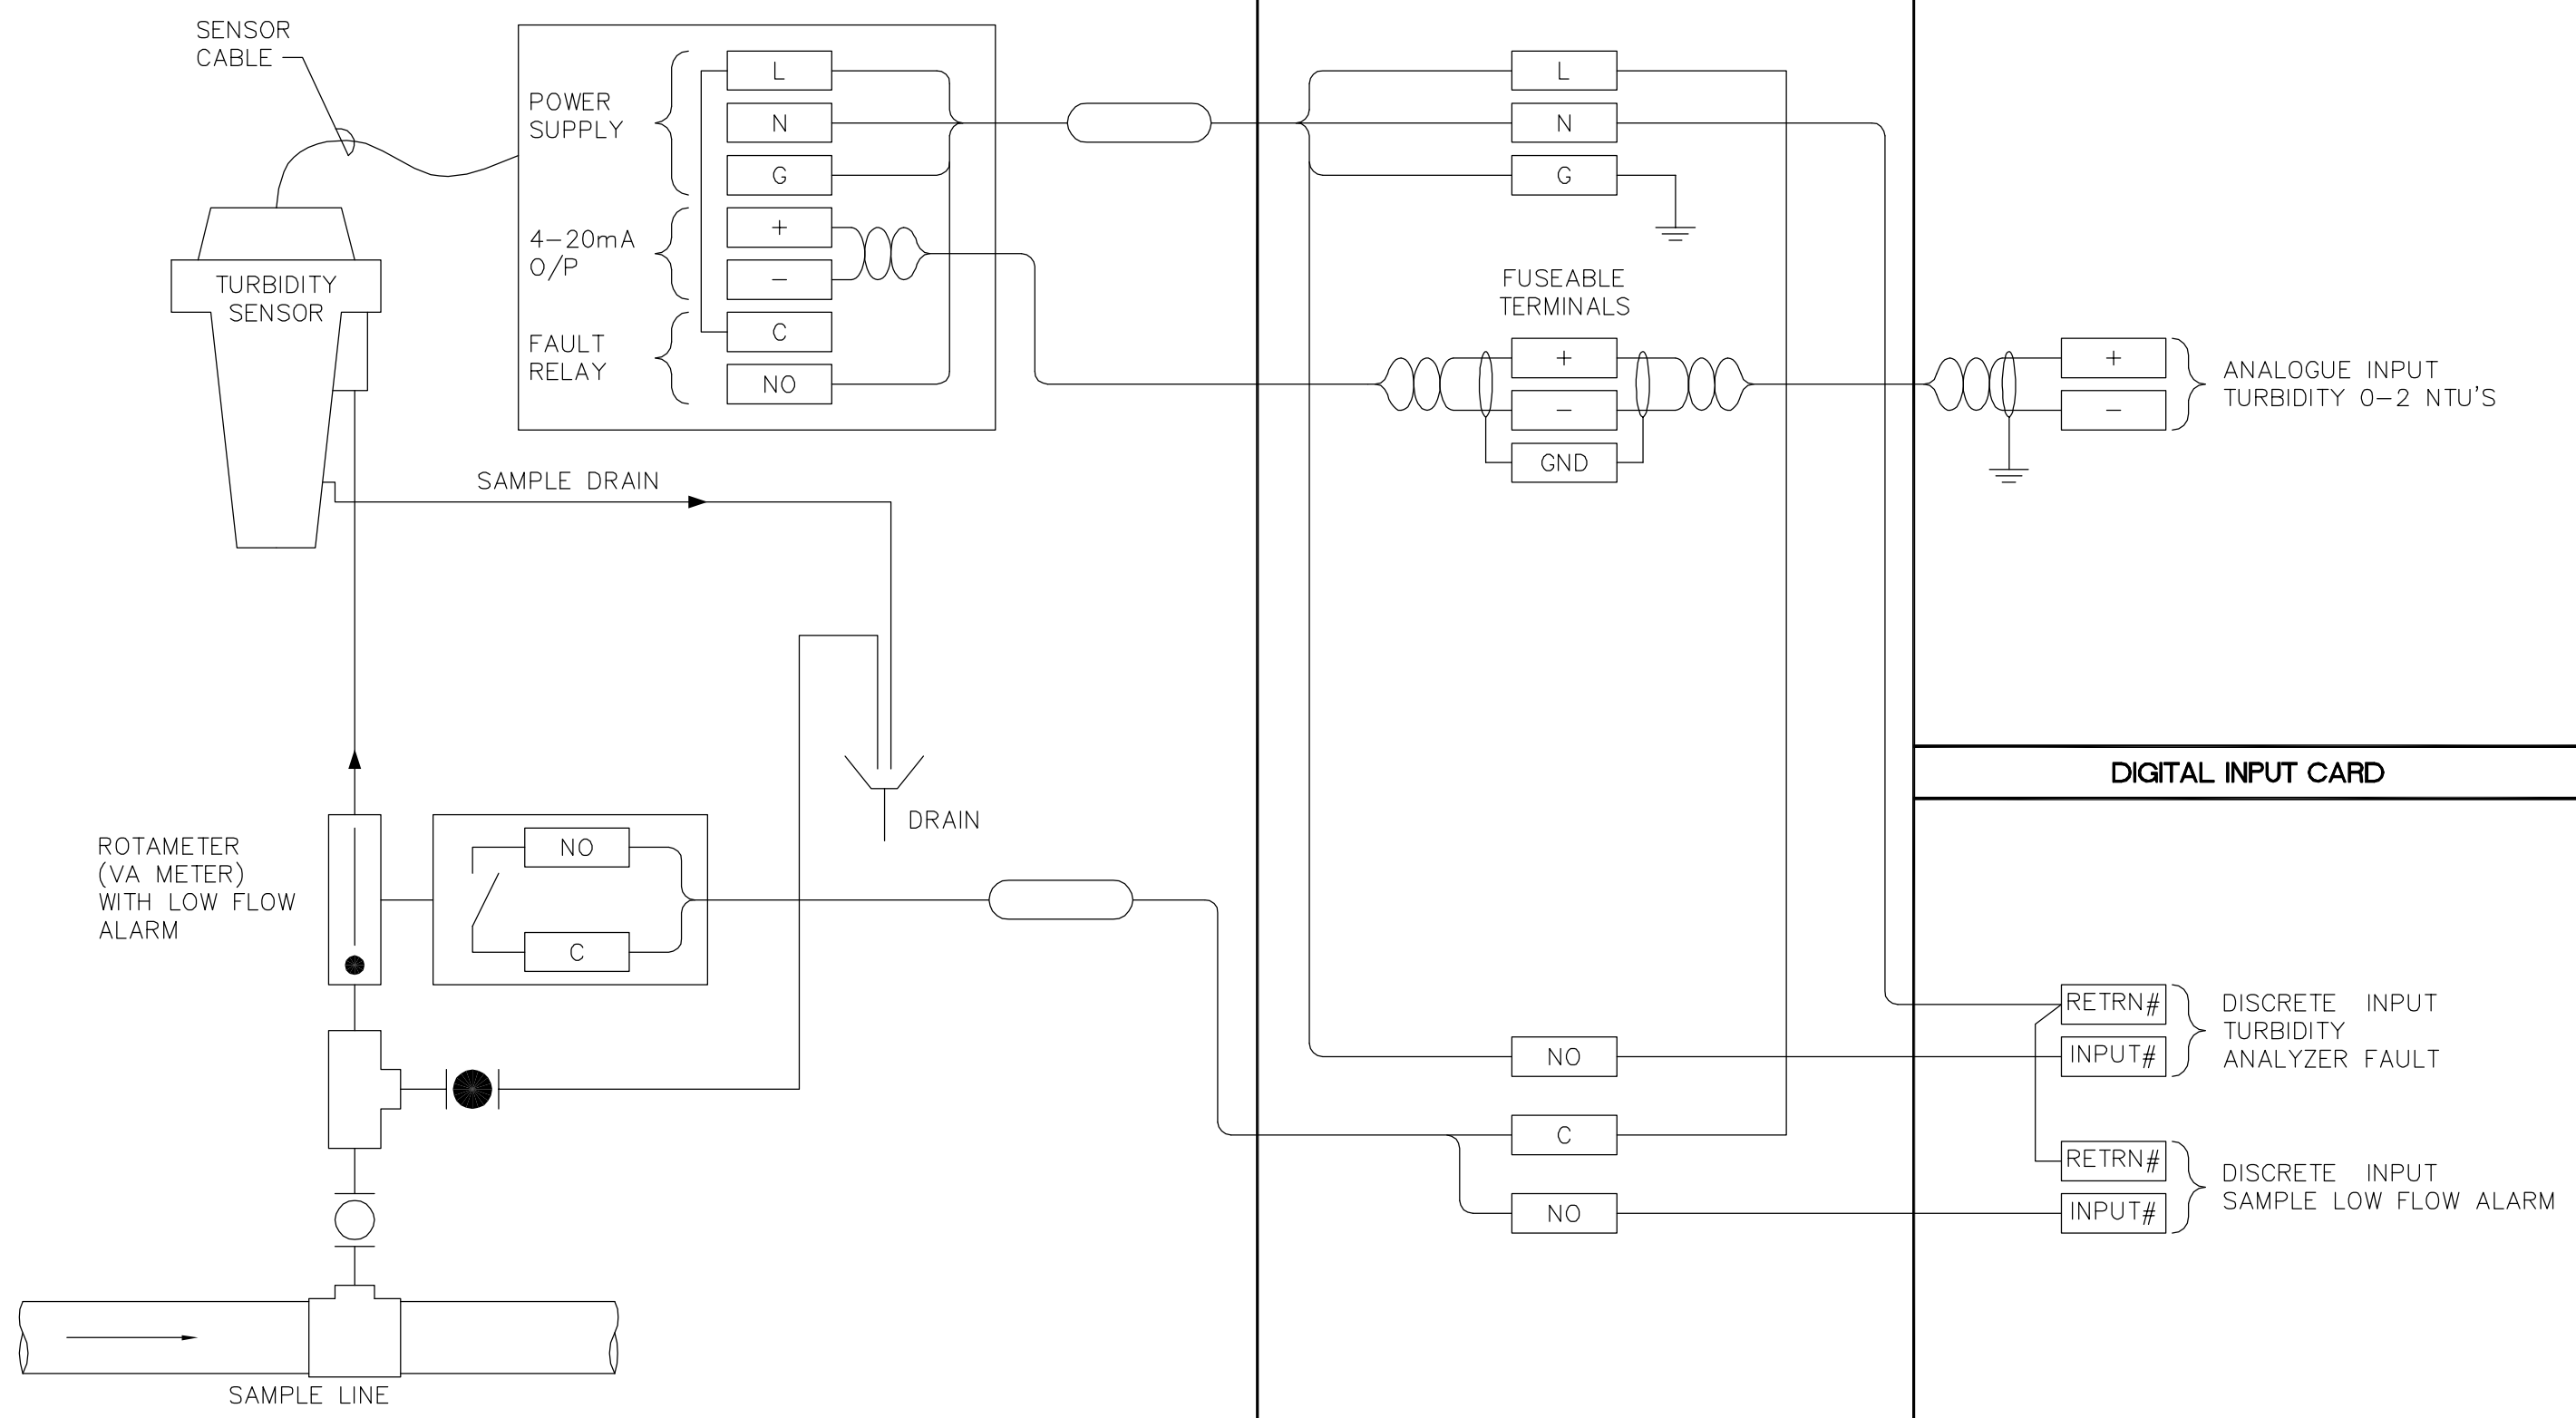 SENSOR
CABLE
TURBIDITY
SENSOR
POWER
SUPPLY
4-20mA
O/P
FAULT
RELAY
L
N
G
+
-
C
NO
SAMPLE DRAIN
DRAIN
ROTAMETER
(VA METER)
WITH LOW FLOW
ALARM
NO
C
SAMPLE LINE
L
N
G
FUSEABLE
TERMINALS
+
-
GND
NO
C
NO
+
-
ANALOGUE INPUT
TURBIDITY 0-2 NTU'S
DIGITAL INPUT CARD
RETRN#
INPUT#
DISCRETE INPUT
TURBIDITY
ANALYZER FAULT
RETRN#
INPUT#
DISCRETE INPUT
SAMPLE LOW FLOW ALARM